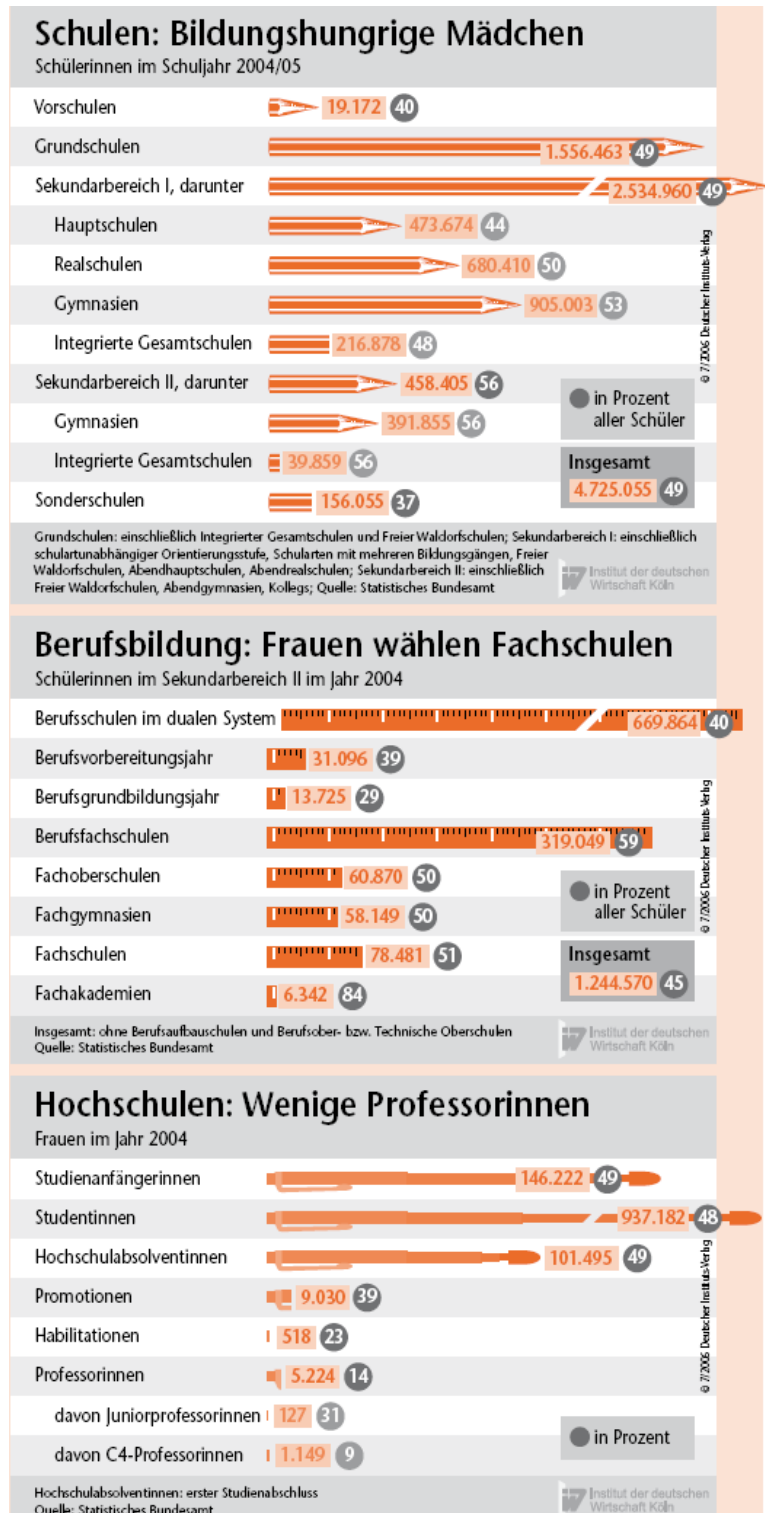 Schulen: Bildungshungrige Mädchen
Schülerinnen im Schuljahr 2004/05
Vorschulen 19.172 40
Grundschulen 1.556.463 49
Sekundarbereich I, darunter 2.534.960 49
Hauptschulen 473.674 44
Realschulen 680.410 50
Gymnasien 905.003 53
Integrierte Gesamtschulen 216.878 48
Sekundarbereich II, darunter 458.405 56
Gymnasien 391.855 56
Integrierte Gesamtschulen 39.859 56
Sonderschulen 156.055 37
in Prozent
aller Schüler
Insgesamt
4.725.055 49
© 7/2006 Deutscher Instituts-Verlag
Grundschulen: einschließlich Integrierter Gesamtschulen und Freier Waldorfschulen; Sekundarbereich I: einschließlich
schulartunabhängiger Orientierungsstufe, Schularten mit mehreren Bildungsgängen, Freier
Waldorfschulen, Abendhauptschulen, Abendrealschulen; Sekundarbereich II: einschließlich
Freier Waldorfschulen, Abendgymnasien, Kollegs; Quelle: Statistisches Bundesamt
Institut der deutschen
Wirtschaft Köln
Berufsbildung: Frauen wählen Fachschulen
Schülerinnen im Sekundarbereich II im Jahr 2004
Berufsschulen im dualen System 669.864 40
Berufsvorbereitungsjahr 31.096 39
Berufsgrundbildungsjahr 13.725 29
Berufsfachschulen 319.049 59
Fachoberschulen 60.870 50
Fachgymnasien 58.149 50
Fachschulen 78.481 51
Fachakademien 6.342 84
in Prozent
aller Schüler
Insgesamt
1.244.570 45
© 7/2006 Deutscher Instituts-Verlag
Insgesamt: ohne Berufsaufbauschulen und Berufsober- bzw. Technische Oberschulen
Quelle: Statistisches Bundesamt
Institut der deutschen
Wirtschaft Köln
Hochschulen: Wenige Professorinnen
Frauen im Jahr 2004
Studienanfängerinnen 146.222 49
Studentinnen 937.182 48
Hochschulabsolventinnen 101.495 49
Promotionen 9.030 39
Habilitationen 518 23
Professorinnen 5.224 14
davon Juniorprofessorinnen 127 31
davon C4-Professorinnen 1.149 9
in Prozent
© 7/2006 Deutscher Instituts-Verlag
Hochschulabsolventinnen: erster Studienabschluss
Quelle: Statistisches Bundesamt
Institut der deutschen
Wirtschaft Köln